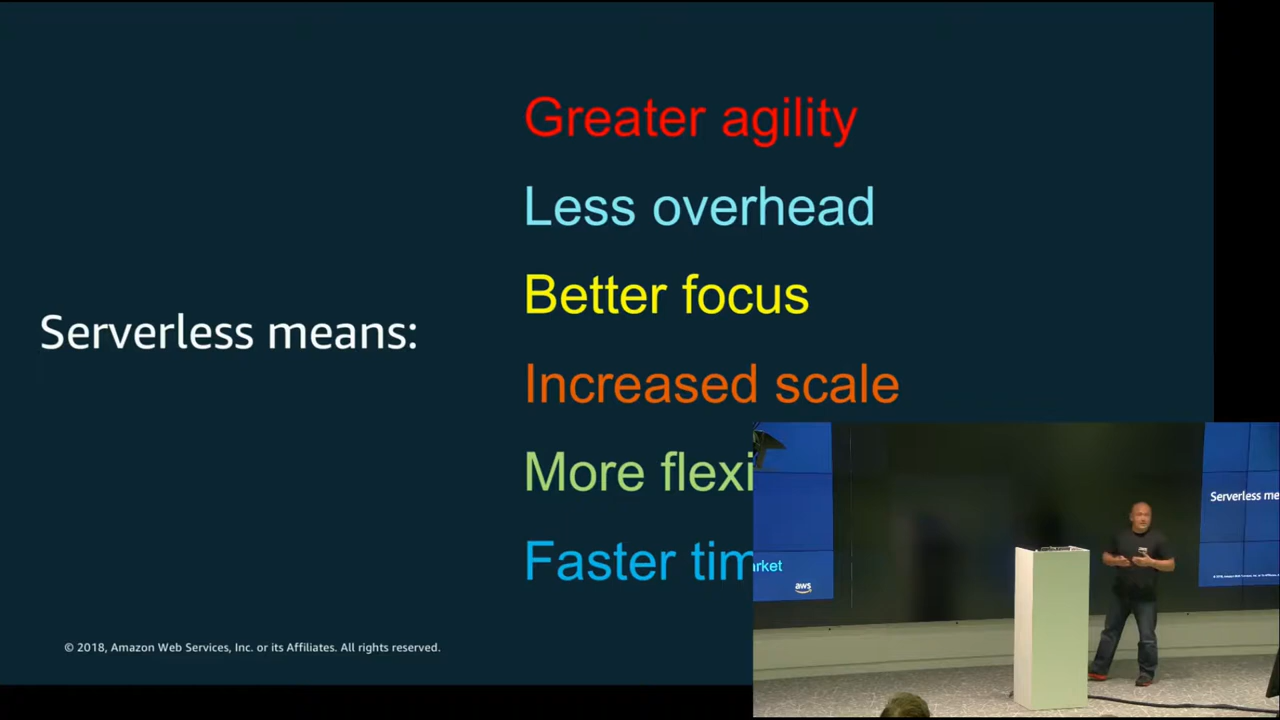 Greater agility
Less overhead
Better focus
Serverless means:
Increased scale
More flexi
Faster tim
arket
aws
Serverless me
© 2018, Amazon Web Services, Inc. or its Affiliates. All rights reserved.